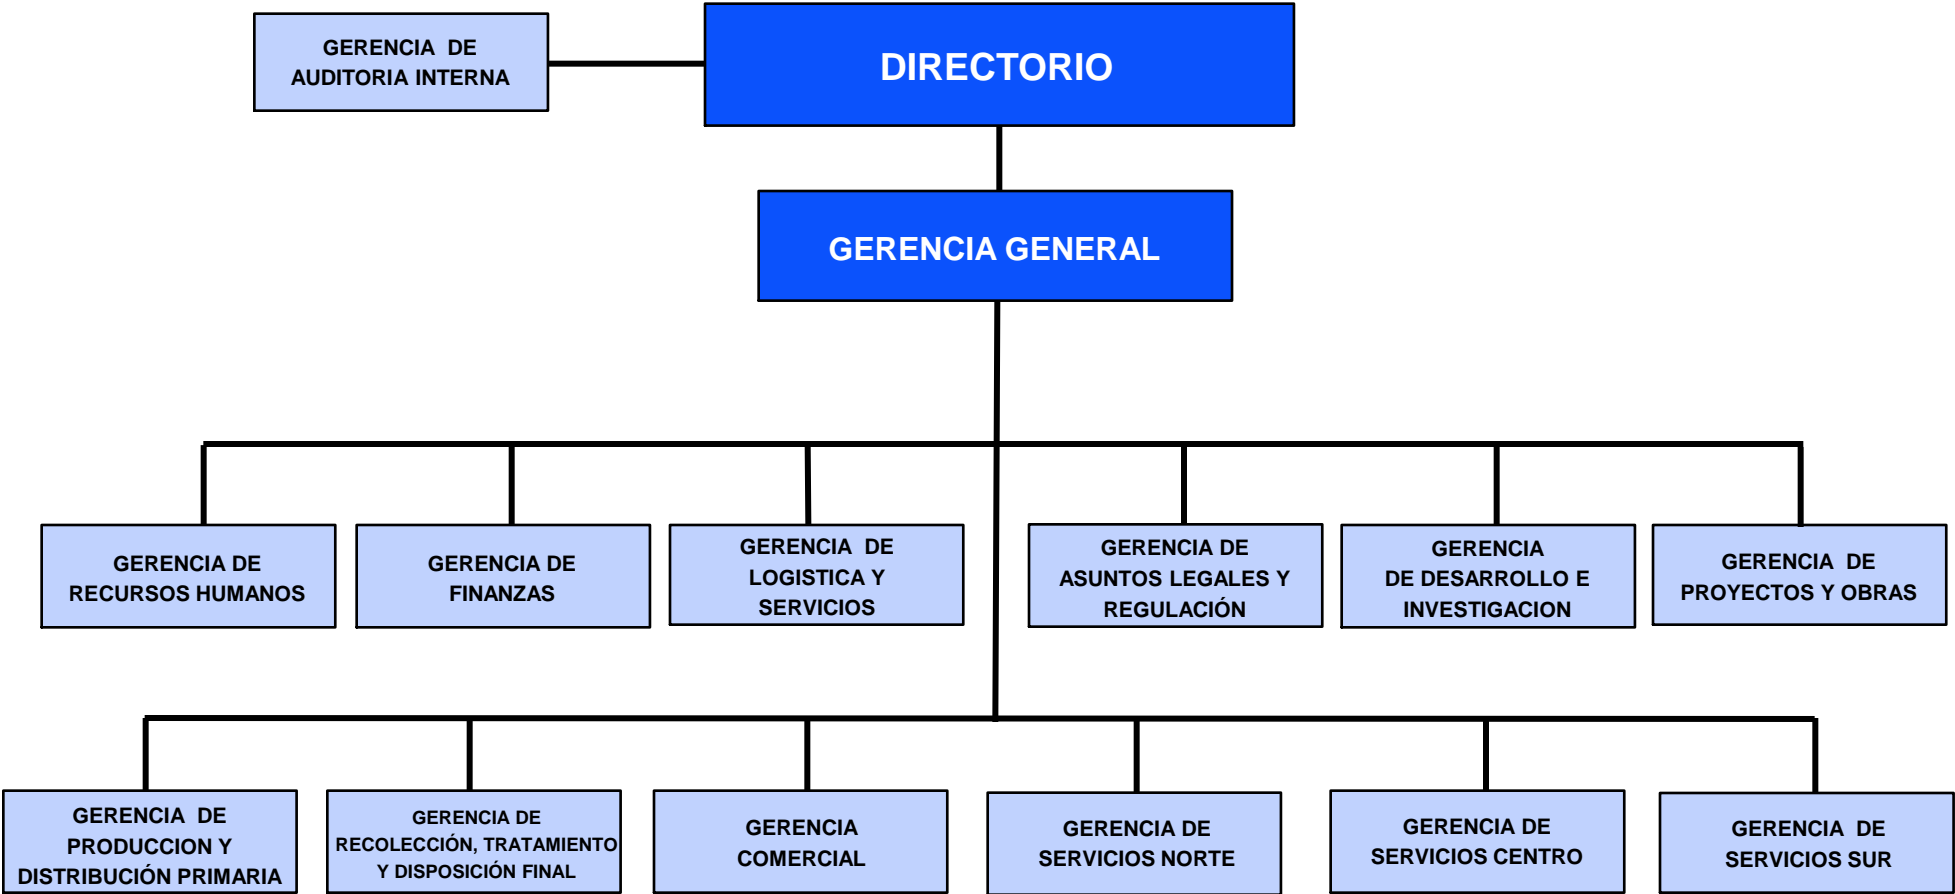 GERENCIA DE
AUDITORIA INTERNA
DIRECTORIO
GERENCIA GENERAL
GERENCIA DE
RECURSOS HUMANOS
GERENCIA DE
FINANZAS
GERENCIA DE
LOGISTICA Y
SERVICIOS
GERENCIA DE
ASUNTOS LEGALES Y
REGULACIÓN
GERENCIA
DE DESARROLLO E
INVESTIGACION
GERENCIA DE
PROYECTOS Y OBRAS
GERENCIA DE
PRODUCCION Y
DISTRIBUCIÓN PRIMARIA
GERENCIA DE
RECOLECCIÓN, TRATAMIENTO
Y DISPOSICIÓN FINAL
GERENCIA
COMERCIAL
GERENCIA DE
SERVICIOS NORTE
GERENCIA DE
SERVICIOS CENTRO
GERENCIA DE
SERVICIOS SUR